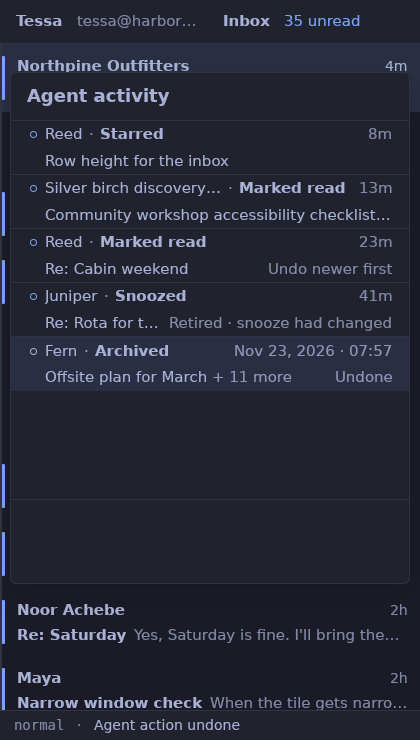 Tessa tessa@harbor… Inbox 35 unread
Northpine Outfitters 4m
Agent activity
Reed · Starred 8m
Row height for the inbox
Silver birch discovery… · Marked read 13m
Community workshop accessibility checklist…
Reed · Marked read 23m
Re: Cabin weekend Undo newer first
Juniper · Snoozed 41m
Re: Rota for t… Retired · snooze had changed
Fern · Archived Nov 23, 2026 · 07:57
Offsite plan for March + 11 more Undone
Noor Achebe 2h
Re: Saturday Yes, Saturday is fine. I'll bring the…
Maya 2h
Narrow window check When the tile gets narro…
normal · Agent action undone